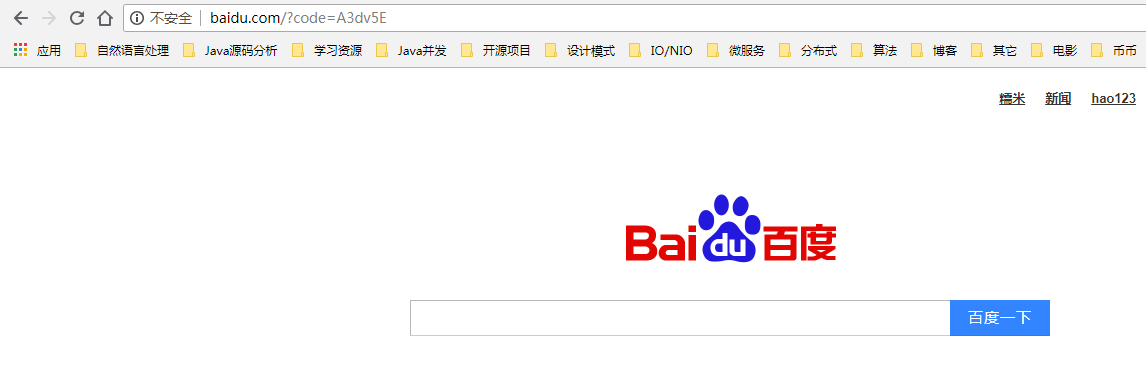 不安全 baidu.com/?code=A3dv5E
应用 自然语言处理 Java源码分析 学习资源 Java并发 开源项目 设计模式 IO/NIO 微服务 分布式 算法 博客 其它 电影 币币
糯米 新闻 hao123
Bai du 百度
百度一下